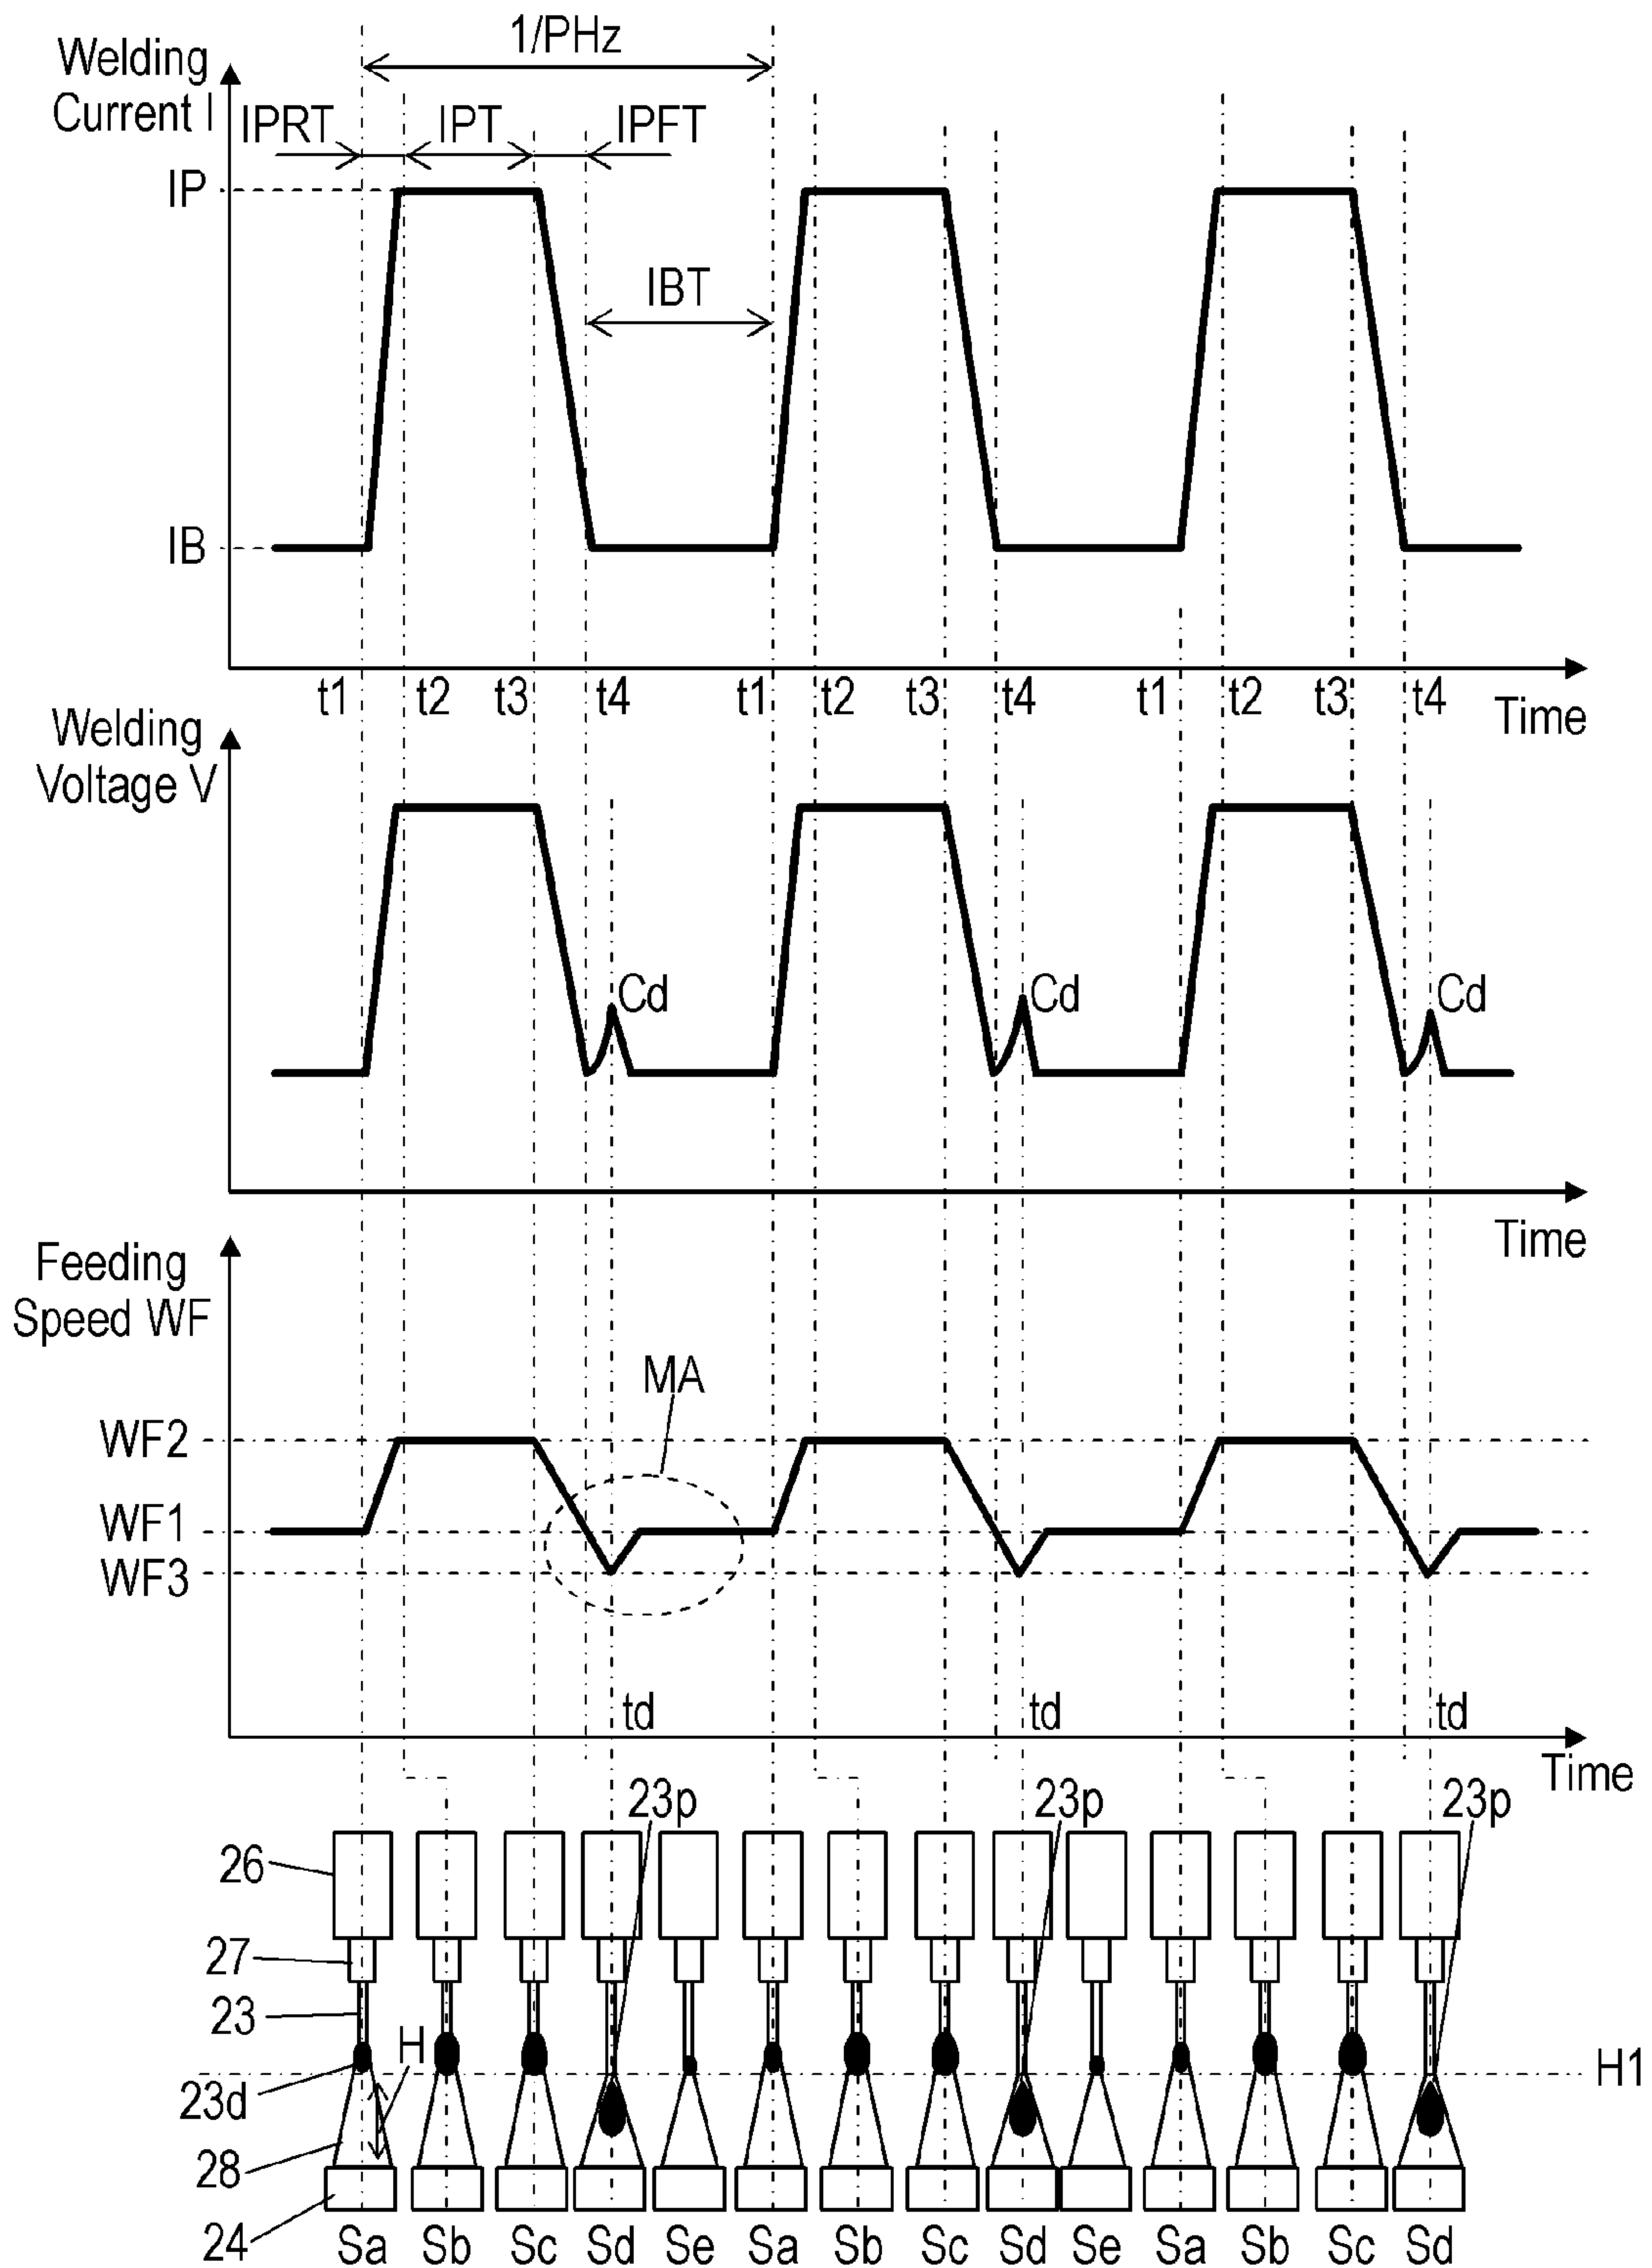 1/PHz
Welding
Current I
IPRT
IPT
IPFT
IP
IBT
IB
t1 t2 t3 t4 t1 t2 t3 t4 t1 t2 t3 t4
Time
Welding
Voltage V
Cd Cd Cd
Time
Feeding
Speed WF
MA
WF2
WF1
WF3
td td td
Time
23p 23p 23p
26
27
23
H
H1
23d
28
24
Sa Sb Sc Sd Se Sa Sb Sc Sd Se Sa Sb Sc Sd